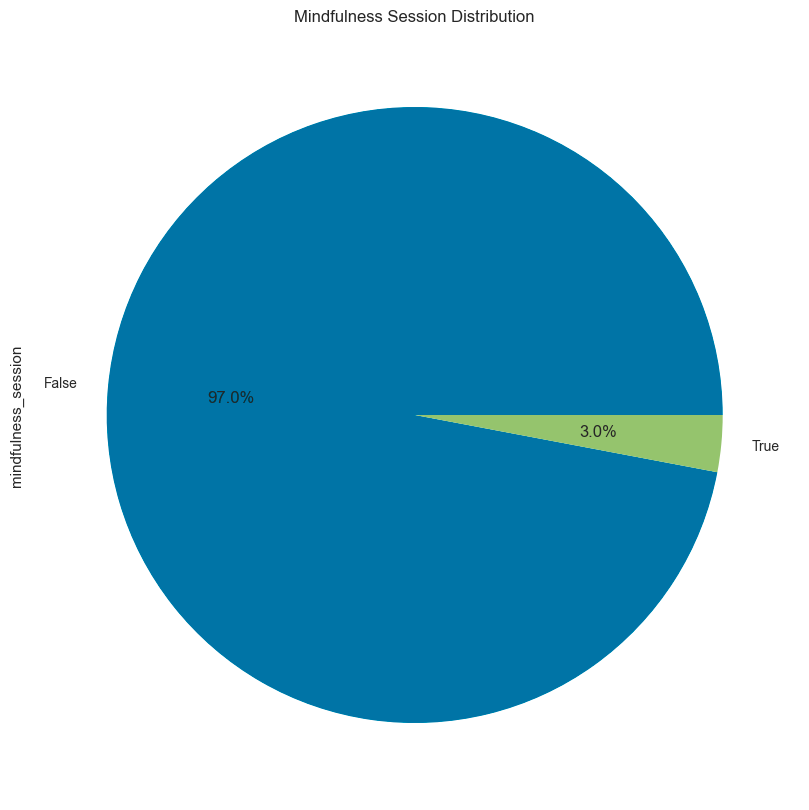 Mindfulness Session Distribution
mindfulness_session
False
97.0%
3.0%
True